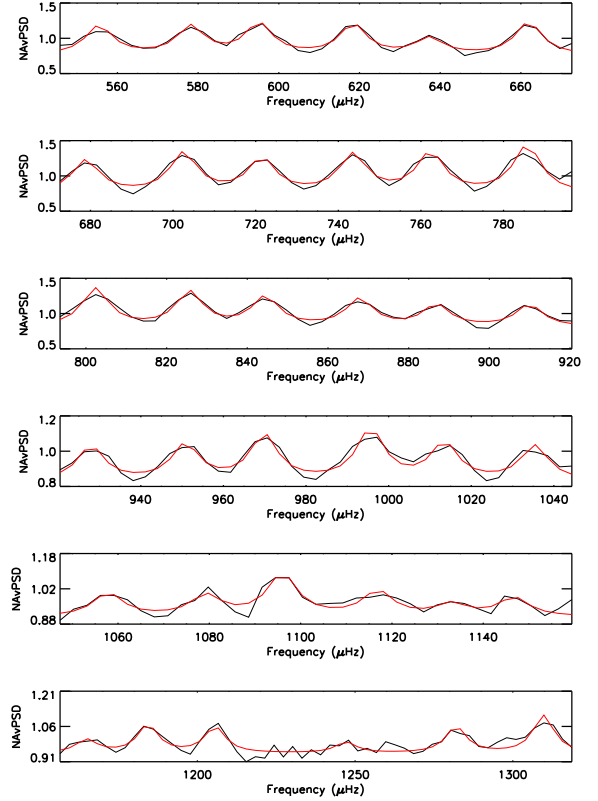 1.5
1.0
0.5
NAvPSD
560 580 600 620 640 660
Frequency (μHz)
1.5
1.0
0.5
NAvPSD
680 700 720 740 760 780
Frequency (μHz)
1.5
1.0
0.5
NAvPSD
800 820 840 860 880 900 920
Frequency (μHz)
1.2
1.0
0.8
NAvPSD
940 960 980 1000 1020 1040
Frequency (μHz)
1.18
1.02
0.88
NAvPSD
1060 1080 1100 1120 1140
Frequency (μHz)
1.21
1.06
0.91
NAvPSD
1200 1250 1300
Frequency (μHz)